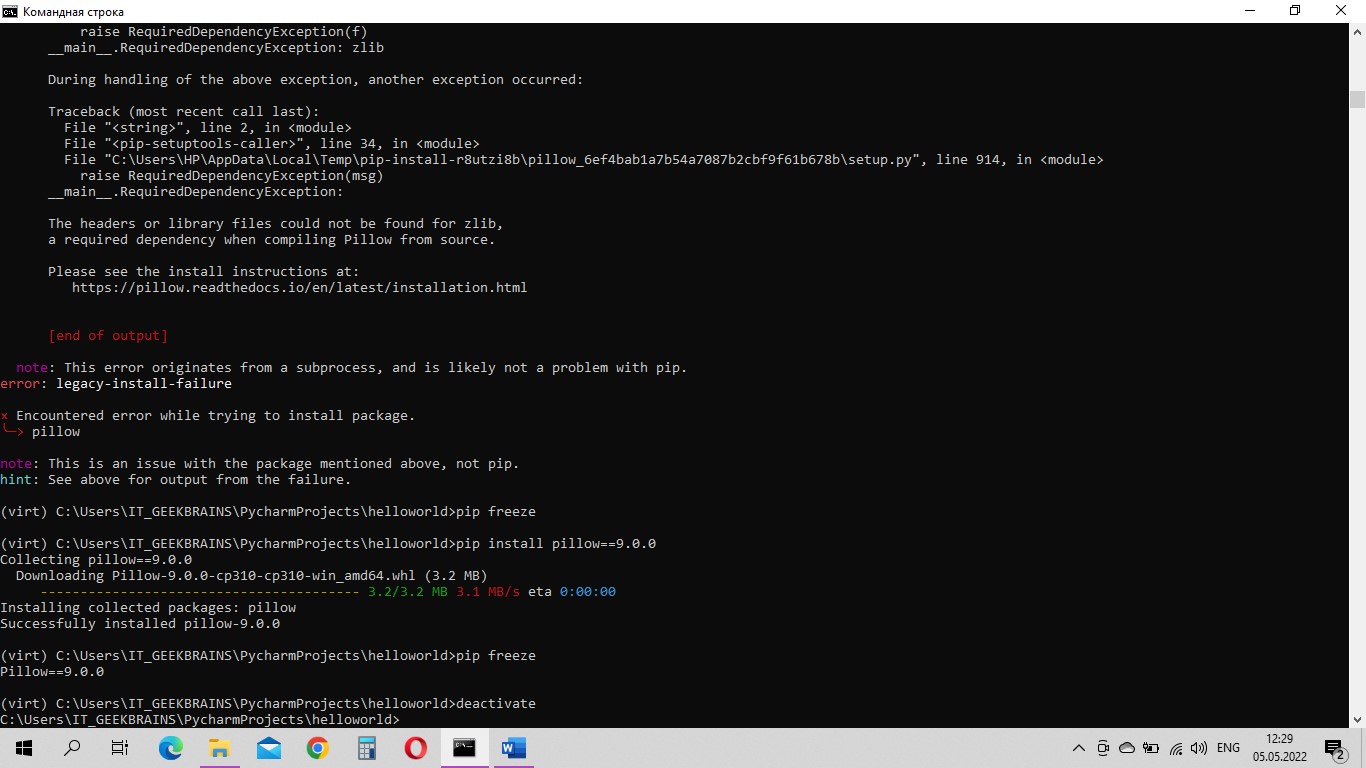 Командная строка
raise RequiredDependencyException(f)
__main__.RequiredDependencyException: zlib
During handling of the above exception, another exception occurred:
Traceback (most recent call last):
File "<string>", line 2, in <module>
File "<pip-setuptools-caller>", line 34, in <module>
File "C:\Users\HP\AppData\Local\Temp\pip-install-r8utzi8b\pillow_6ef4bab1a7b54a7087b2cbf9f61b678b\setup.py", line 914, in <module>
raise RequiredDependencyException(msg)
__main__.RequiredDependencyException:
The headers or library files could not be found for zlib,
a required dependency when compiling Pillow from source.
Please see the install instructions at:
https://pillow.readthedocs.io/en/latest/installation.html
[end of output]
note: This error originates from a subprocess, and is likely not a problem with pip.
error: legacy-install-failure
× Encountered error while trying to install package.
╰─> pillow
note: This is an issue with the package mentioned above, not pip.
hint: See above for output from the failure.
(virt) C:\Users\IT_GEEKBRAINS\PycharmProjects\helloworld>pip freeze
(virt) C:\Users\IT_GEEKBRAINS\PycharmProjects\helloworld>pip install pillow==9.0.0
Collecting pillow==9.0.0
Downloading Pillow-9.0.0-cp310-cp310-win_amd64.whl (3.2 MB)
---------------------------------------- 3.2/3.2 MB 3.1 MB/s eta 0:00:00
Installing collected packages: pillow
Successfully installed pillow-9.0.0
(virt) C:\Users\IT_GEEKBRAINS\PycharmProjects\helloworld>pip freeze
Pillow==9.0.0
(virt) C:\Users\IT_GEEKBRAINS\PycharmProjects\helloworld>deactivate
C:\Users\IT_GEEKBRAINS\PycharmProjects\helloworld>
ENG
12:29
05.05.2022
2